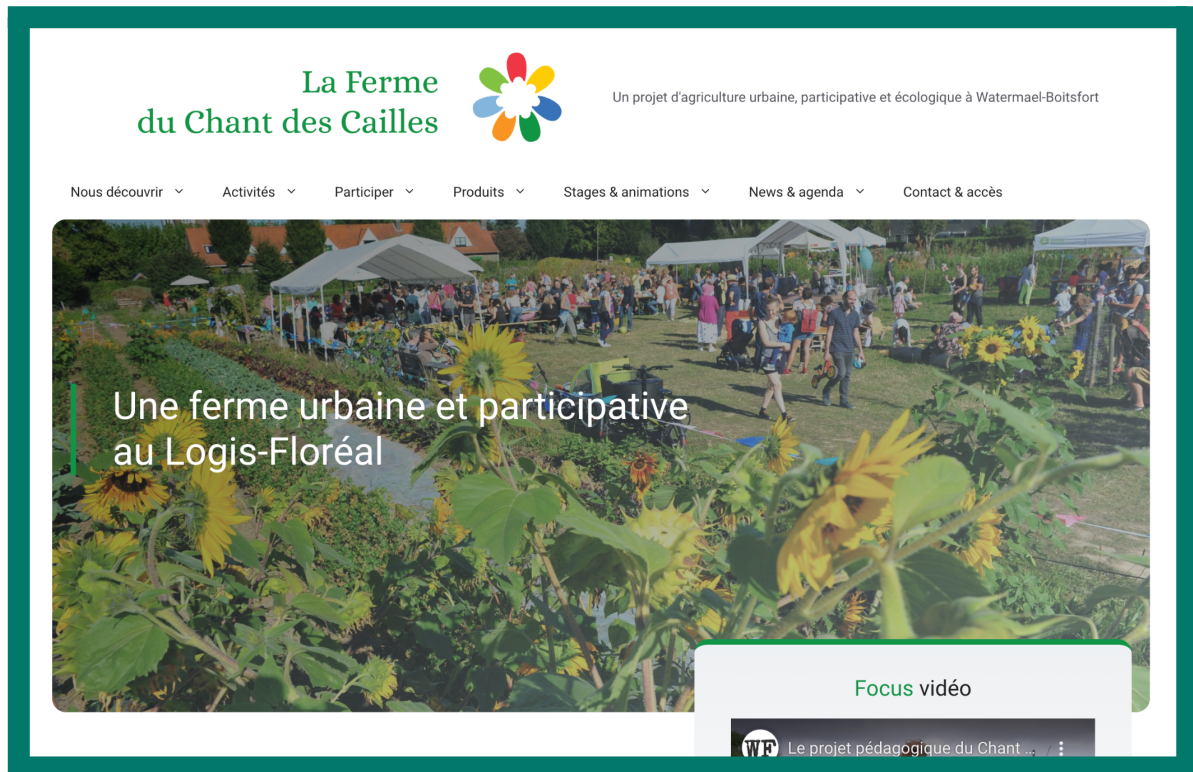 La Ferme
du Chant des Cailles
Un projet d'agriculture urbaine, participative et écologique à Watermael-Boitsfort
Nous découvrir Activités Participer Produits Stages & animations News & agenda Contact & accès
Une ferme urbaine et participative
au Logis-Floréal
Focus vidéo
WF Le projet pédagogique du Chant ...